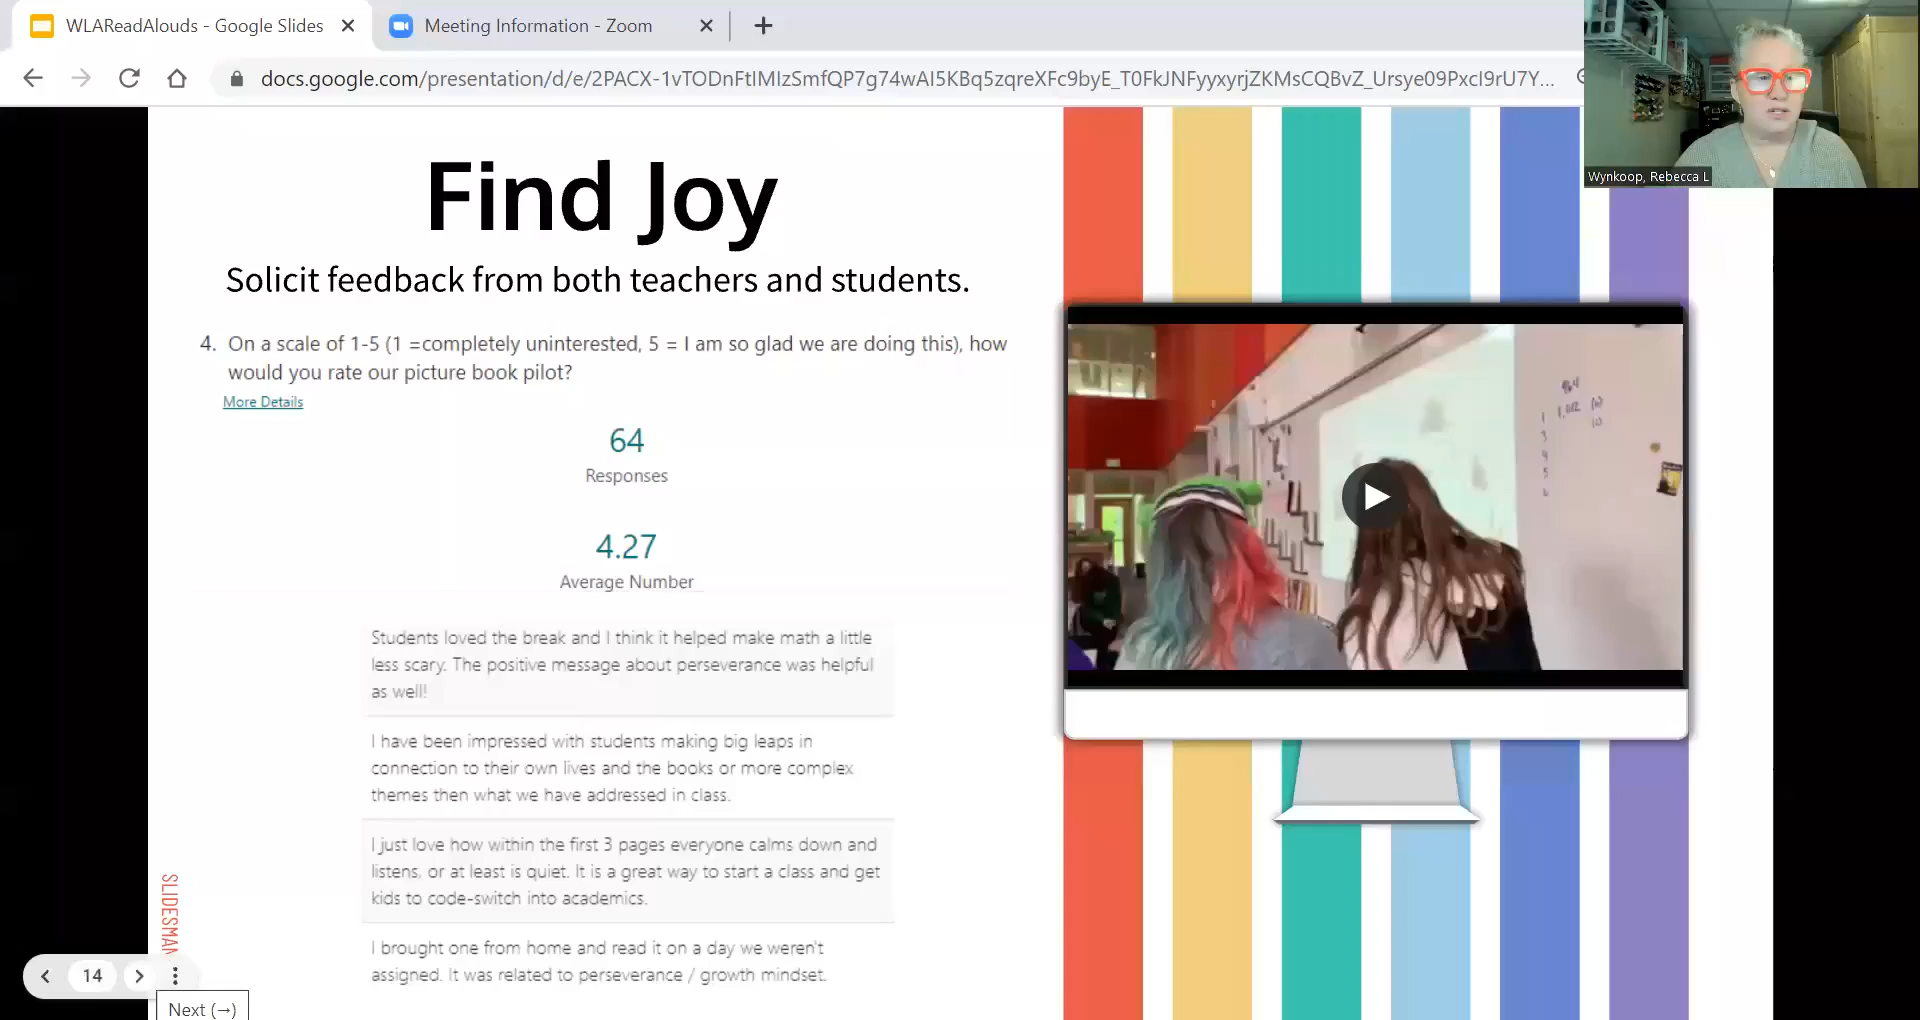 WLAReadAlouds - Google Slides
Meeting Information - Zoom
docs.google.com/presentation/d/e/2PACX-1vTODnFtIMIzSmfQP7g74wAI5KBq5zqreXFc9byE_T0FkJNFyyxyrjZKMsCQBvZ_Ursye09PxcI9rU7Y...
Wynkoop, Rebecca L
Find Joy
Solicit feedback from both teachers and students.
4. On a scale of 1-5 (1 =completely uninterested, 5 = I am so glad we are doing this), how
would you rate our picture book pilot?
More Details
64
Responses
4.27
Average Number
Students loved the break and I think it helped make math a little
less scary. The positive message about perseverance was helpful
as well!
I have been impressed with students making big leaps in
connection to their own lives and the books or more complex
themes then what we have addressed in class.
I just love how within the first 3 pages everyone calms down and
listens, or at least is quiet. It is a great way to start a class and get
kids to code-switch into academics.
I brought one from home and read it on a day we weren't
assigned. It was related to perseverance / growth mindset.
SLIDESMAN
14
Next (→)